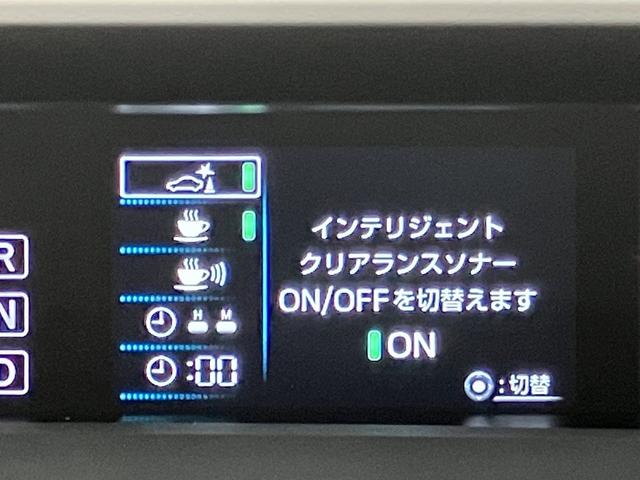 R
N
D
H M
:00
インテリジェント
クリアランスソナー
ON/OFFを切替えます
ON
:切替